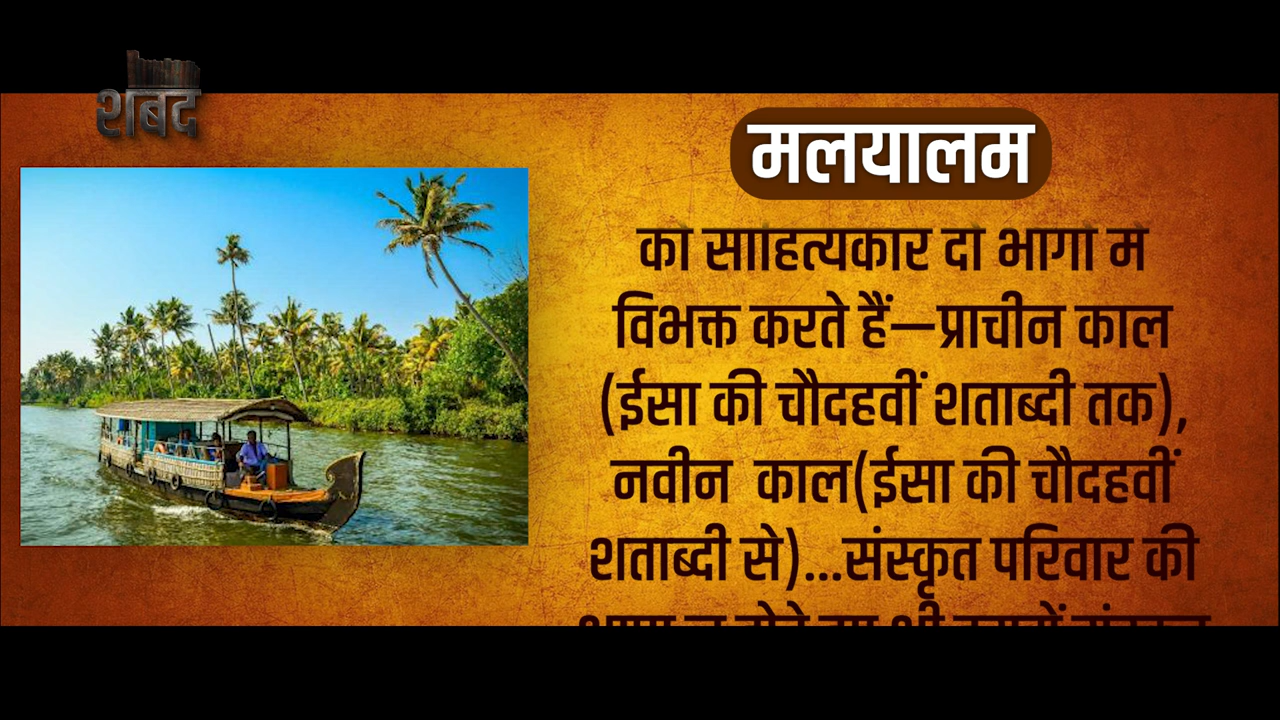 शबद
मलयालम
को साहित्यकार दो भागों में
विभक्त करते हैं—प्राचीन काल
(ईसा की चौदहवीं शताब्दी तक),
नवीन काल(ईसा की चौदहवीं
शताब्दी से)...संस्कृत परिवार की